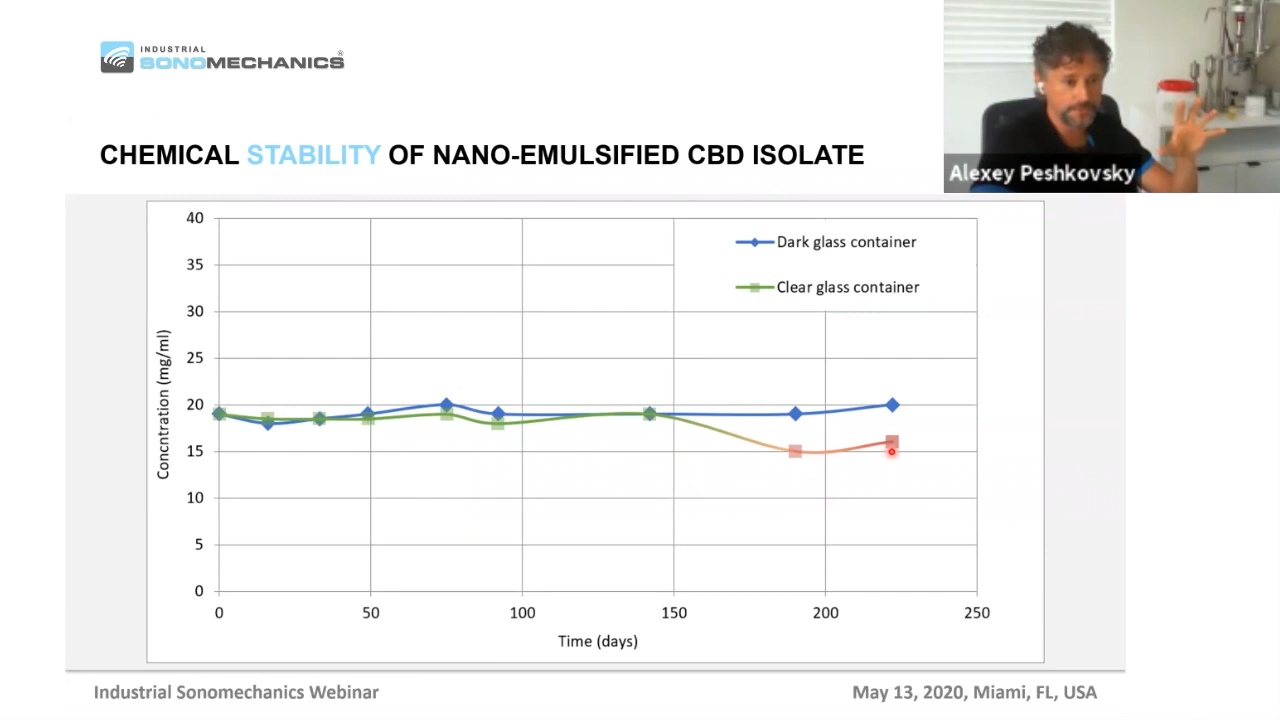 INDUSTRIAL
SONOMECHANICS®
Alexey Peshkovsky
CHEMICAL STABILITY OF NANO-EMULSIFIED CBD ISOLATE
Dark glass container
Clear glass container
Concntration (mg/ml)
40
35
30
25
20
15
10
5
0
0 50 100 150 200 250
Time (days)
Industrial Sonomechanics Webinar
May 13, 2020, Miami, FL, USA